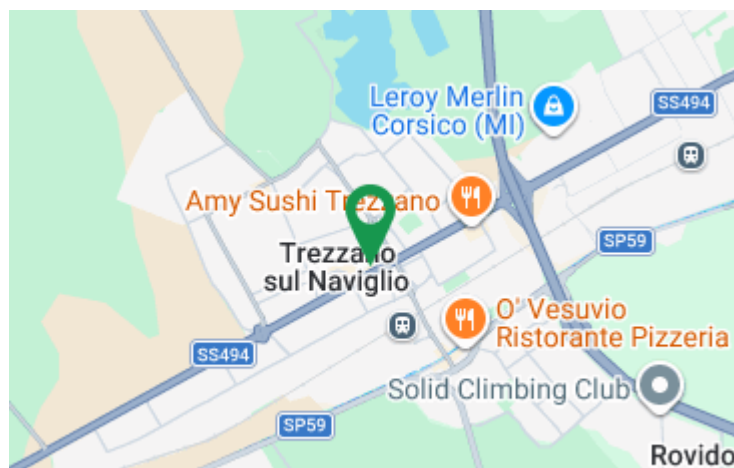 Leroy Merlin
Corsico (MI)
SS494
Amy Sushi Trezzano
SP59
Trezzano
sul Naviglio
O' Vesuvio
Ristorante Pizzeria
SS494
Solid Climbing Club
SP59
Rovido